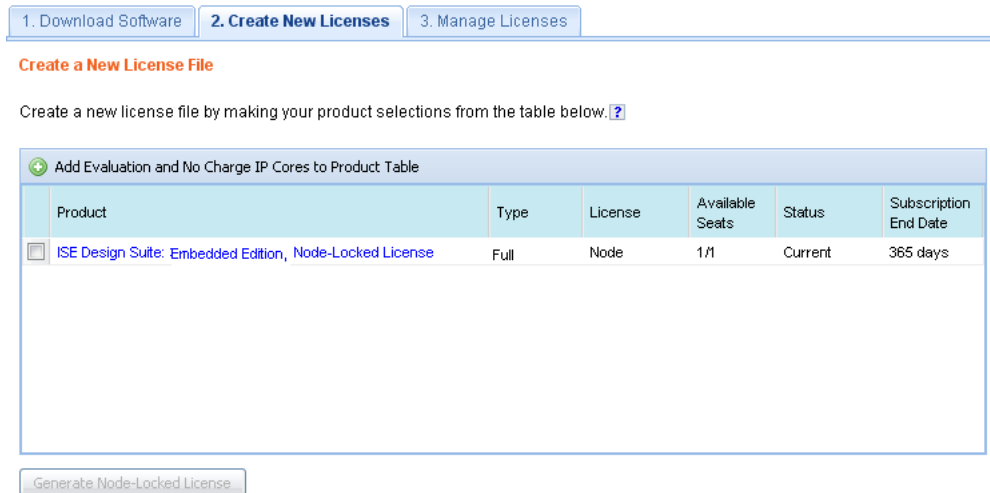 1. Download Software 2. Create New Licenses 3. Manage Licenses
Create a New License File
Create a new license file by making your product selections from the table below. ?
Add Evaluation and No Charge IP Cores to Product Table
Product Type License Available Seats Status Subscription End Date
ISE Design Suite: Embedded Edition, Node-Locked License Full Node 1/1 Current 365 days
Generate Node-Locked License